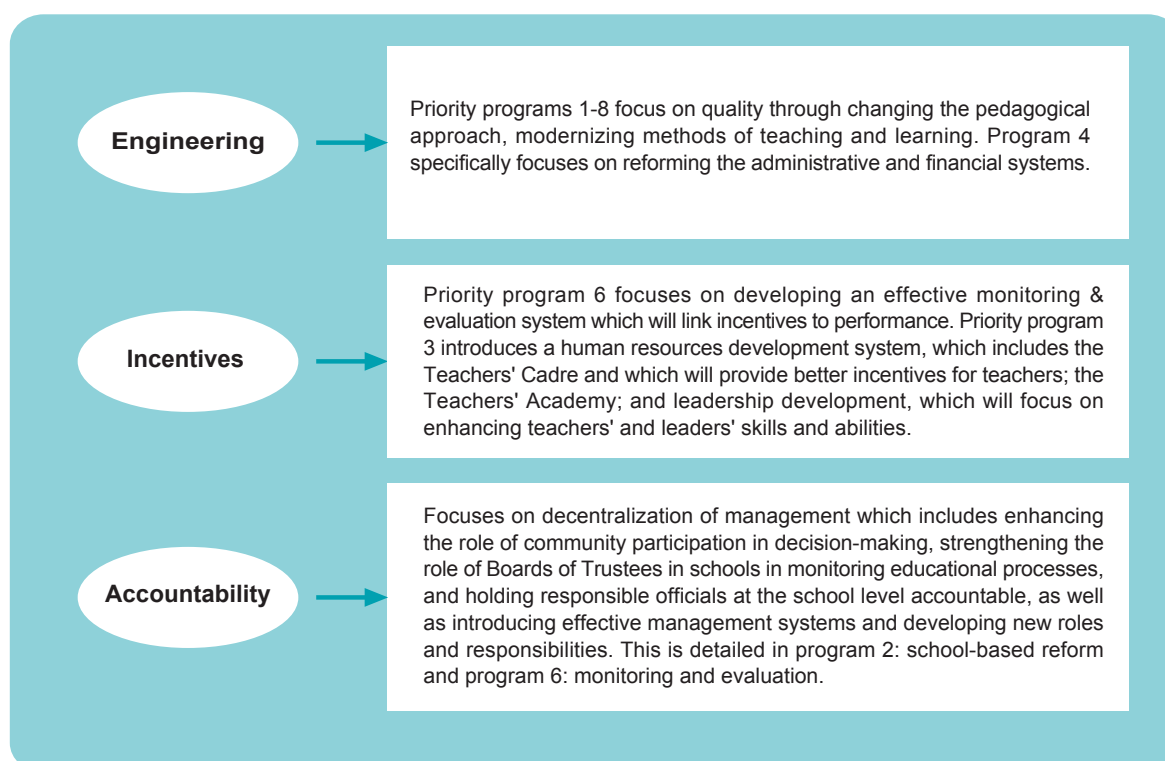 Engineering
Priority programs 1-8 focus on quality through changing the pedagogical
approach, modernizing methods of teaching and learning. Program 4
specifically focuses on reforming the administrative and financial systems.
Incentives
Priority program 6 focuses on developing an effective monitoring &
evaluation system which will link incentives to performance. Priority program
3 introduces a human resources development system, which includes the
Teachers' Cadre and which will provide better incentives for teachers; the
Teachers' Academy; and leadership development, which will focus on
enhancing teachers' and leaders' skills and abilities.
Accountability
Focuses on decentralization of management which includes enhancing
the role of community participation in decision-making, strengthening the
role of Boards of Trustees in schools in monitoring educational processes,
and holding responsible officials at the school level accountable, as well
as introducing effective management systems and developing new roles
and responsibilities. This is detailed in program 2: school-based reform
and program 6: monitoring and evaluation.